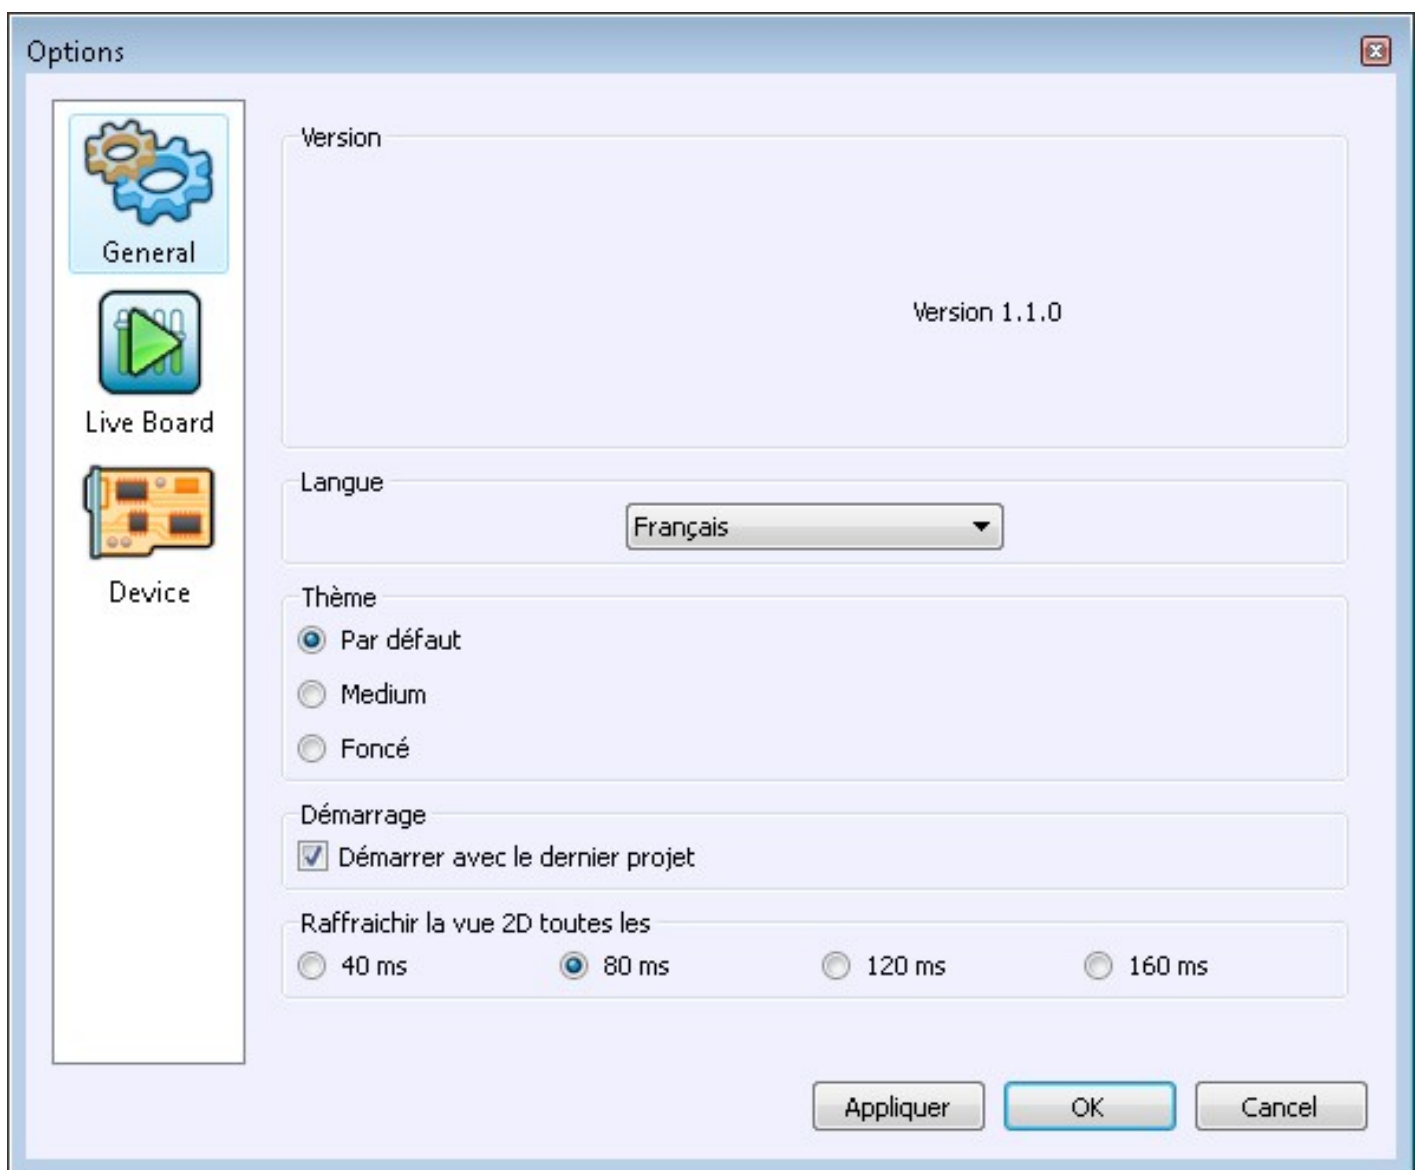 Options
General
Live Board
Device
Version
Version 1.1.0
Langue
Français
Thème
Par défaut
Medium
Foncé
Démarrage
Démarrer avec le dernier projet
Raffraichir la vue 2D toutes les
40 ms 80 ms 120 ms 160 ms
Appliquer OK Cancel